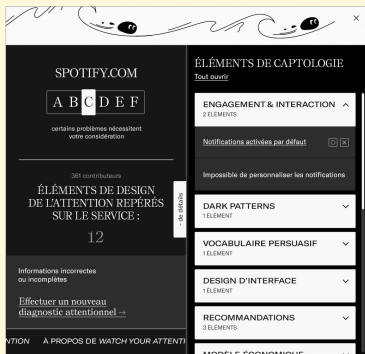 SPOTIFY.COM
A B C D E F
certains problèmes nécessitent
votre considération
361 contributeurs
ÉLÉMENTS DE DESIGN
DE L'ATTENTION REPÉRÉS
SUR LE SERVICE :
12
- de détails
Informations incorrectes
ou incomplètes
Effectuer un nouveau
diagnostic attentionnel →
NTION À PROPOS DE WATCH YOUR ATTENTI
ÉLÉMENTS DE CAPTOLOGIE
Tout ouvrir
ENGAGEMENT & INTERACTION
2 ÉLÉMENTS
Notifications activées par défaut
Impossible de personnaliser les notifications
DARK PATTERNS
1 ÉLÉMENT
VOCABULAIRE PERSUASIF
1 ÉLÉMENT
DESIGN D'INTERFACE
1 ÉLÉMENT
RECOMMANDATIONS
3 ÉLÉMENTS
MODÈLE ÉCONOMIQUE